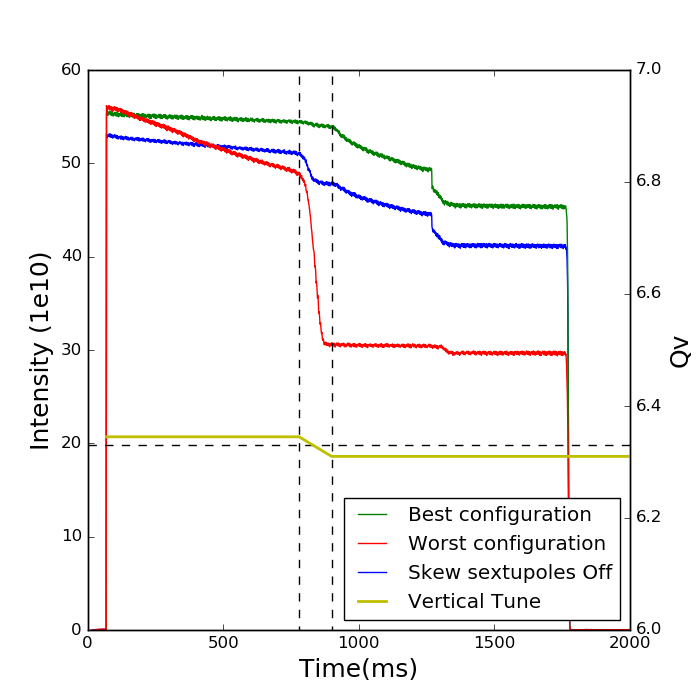 60
50
40
30
20
10
0
Intensity (1e10)
7.0
6.8
6.6
6.4
6.2
6.0
Qv
Best configuration
Worst configuration
Skew sextupoles Off
Vertical Tune
0 500 1000 1500 2000
Time(ms)